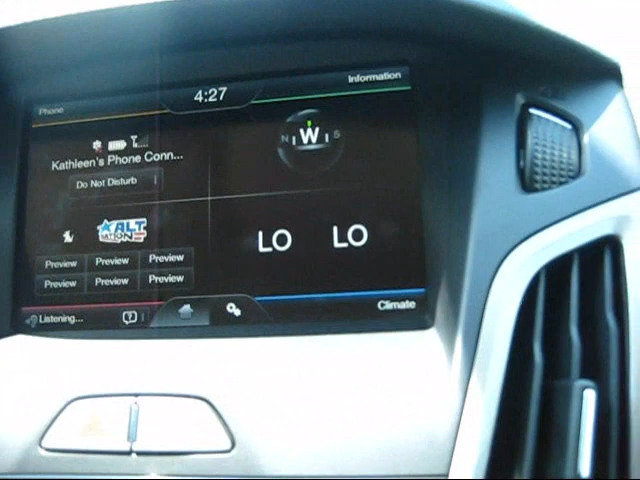 Phone
4:27
Information
Kathleen's Phone Conn...
Do Not Disturb
N W S
ALT
NATION
LO LO
Preview Preview Preview
Preview Preview Preview
Listening...
?
Climate